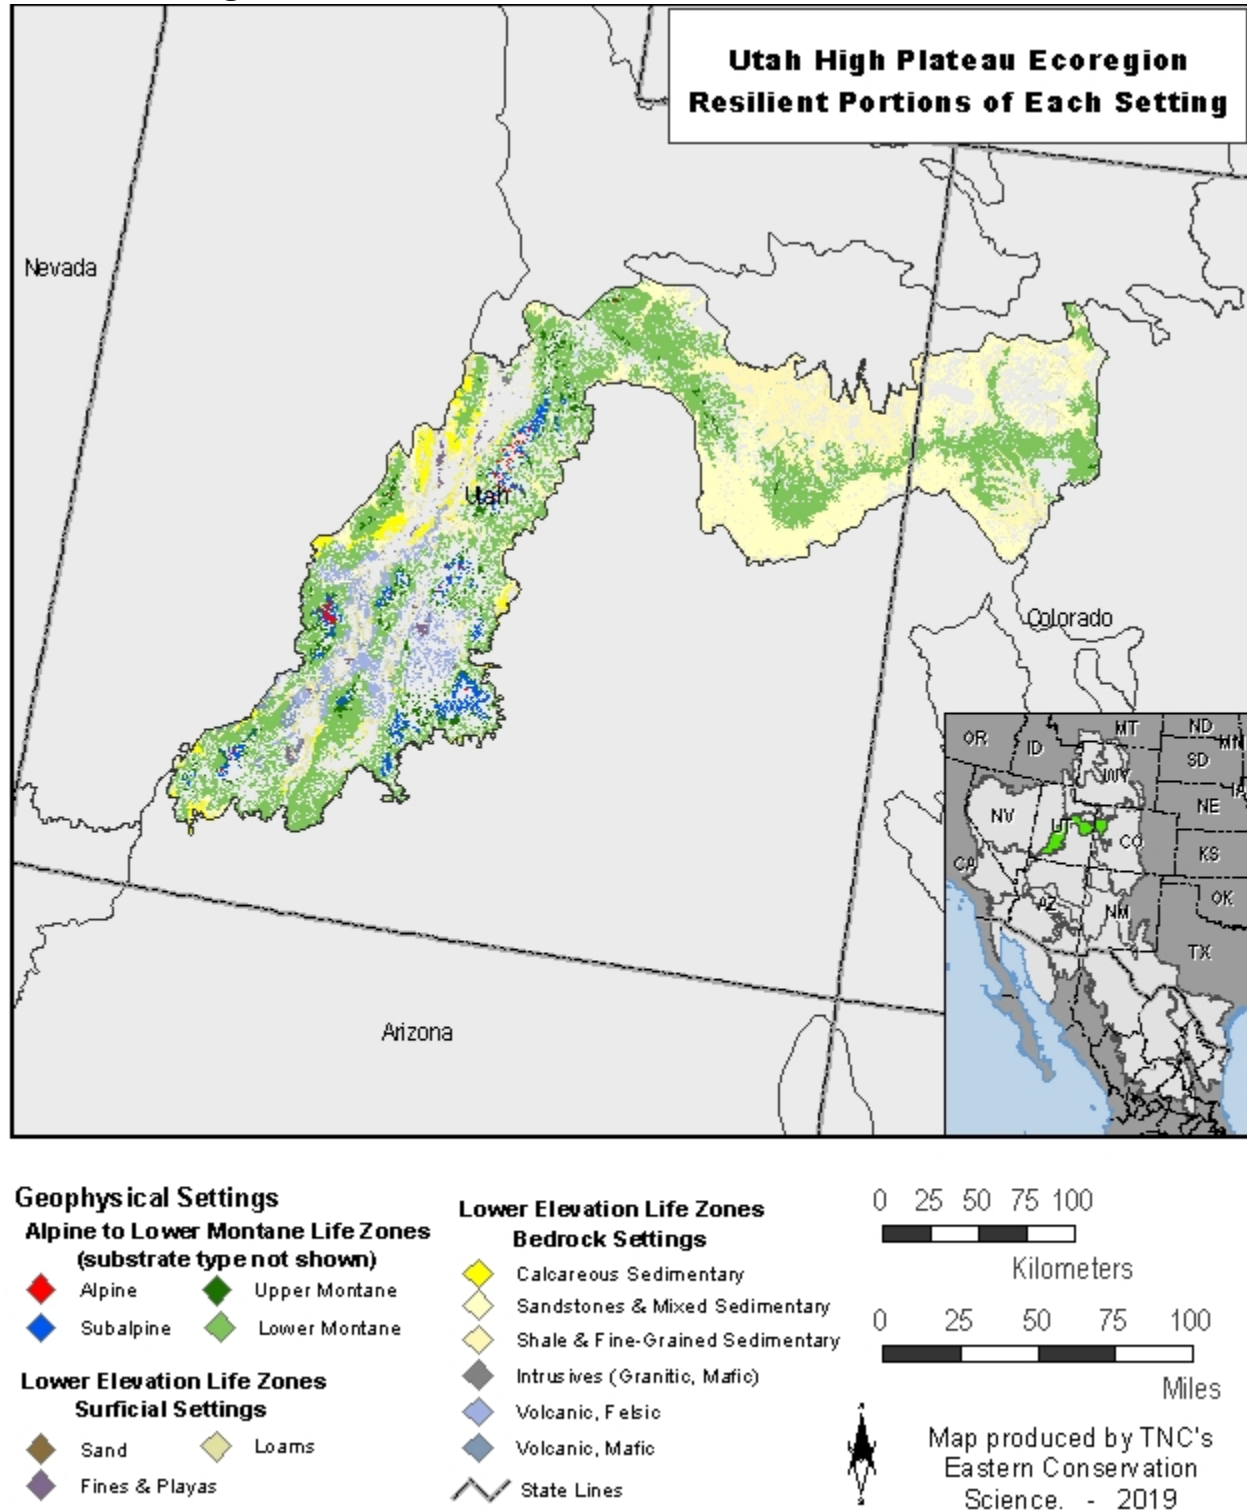 Utah High Plateau Ecoregion
Resilient Portions of Each Setting
Nevada
Utah
Colorado
Arizona
OR
ID
MT
ND
MN
SD
WY
IA
NV
NE
UT
CO
CA
KS
AZ
NM
OK
TX
Geophysical Settings
Alpine to Lower Montane Life Zones
(substrate type not shown)
Alpine
Upper Montane
Subalpine
Lower Montane
Lower Elevation Life Zones
Surficial Settings
Sand
Loams
Fines & Playas
Lower Elevation Life Zones
Bedrock Settings
Calcareous Sedimentary
Sandstones & Mixed Sedimentary
Shale & Fine-Grained Sedimentary
Intrusives (Granitic, Mafic)
Volcanic, Felsic
Volcanic, Mafic
State Lines
0 25 50 75 100
Kilometers
0 25 50 75 100
Miles
Map produced by TNC's
Eastern Conservation
Science. - 2019